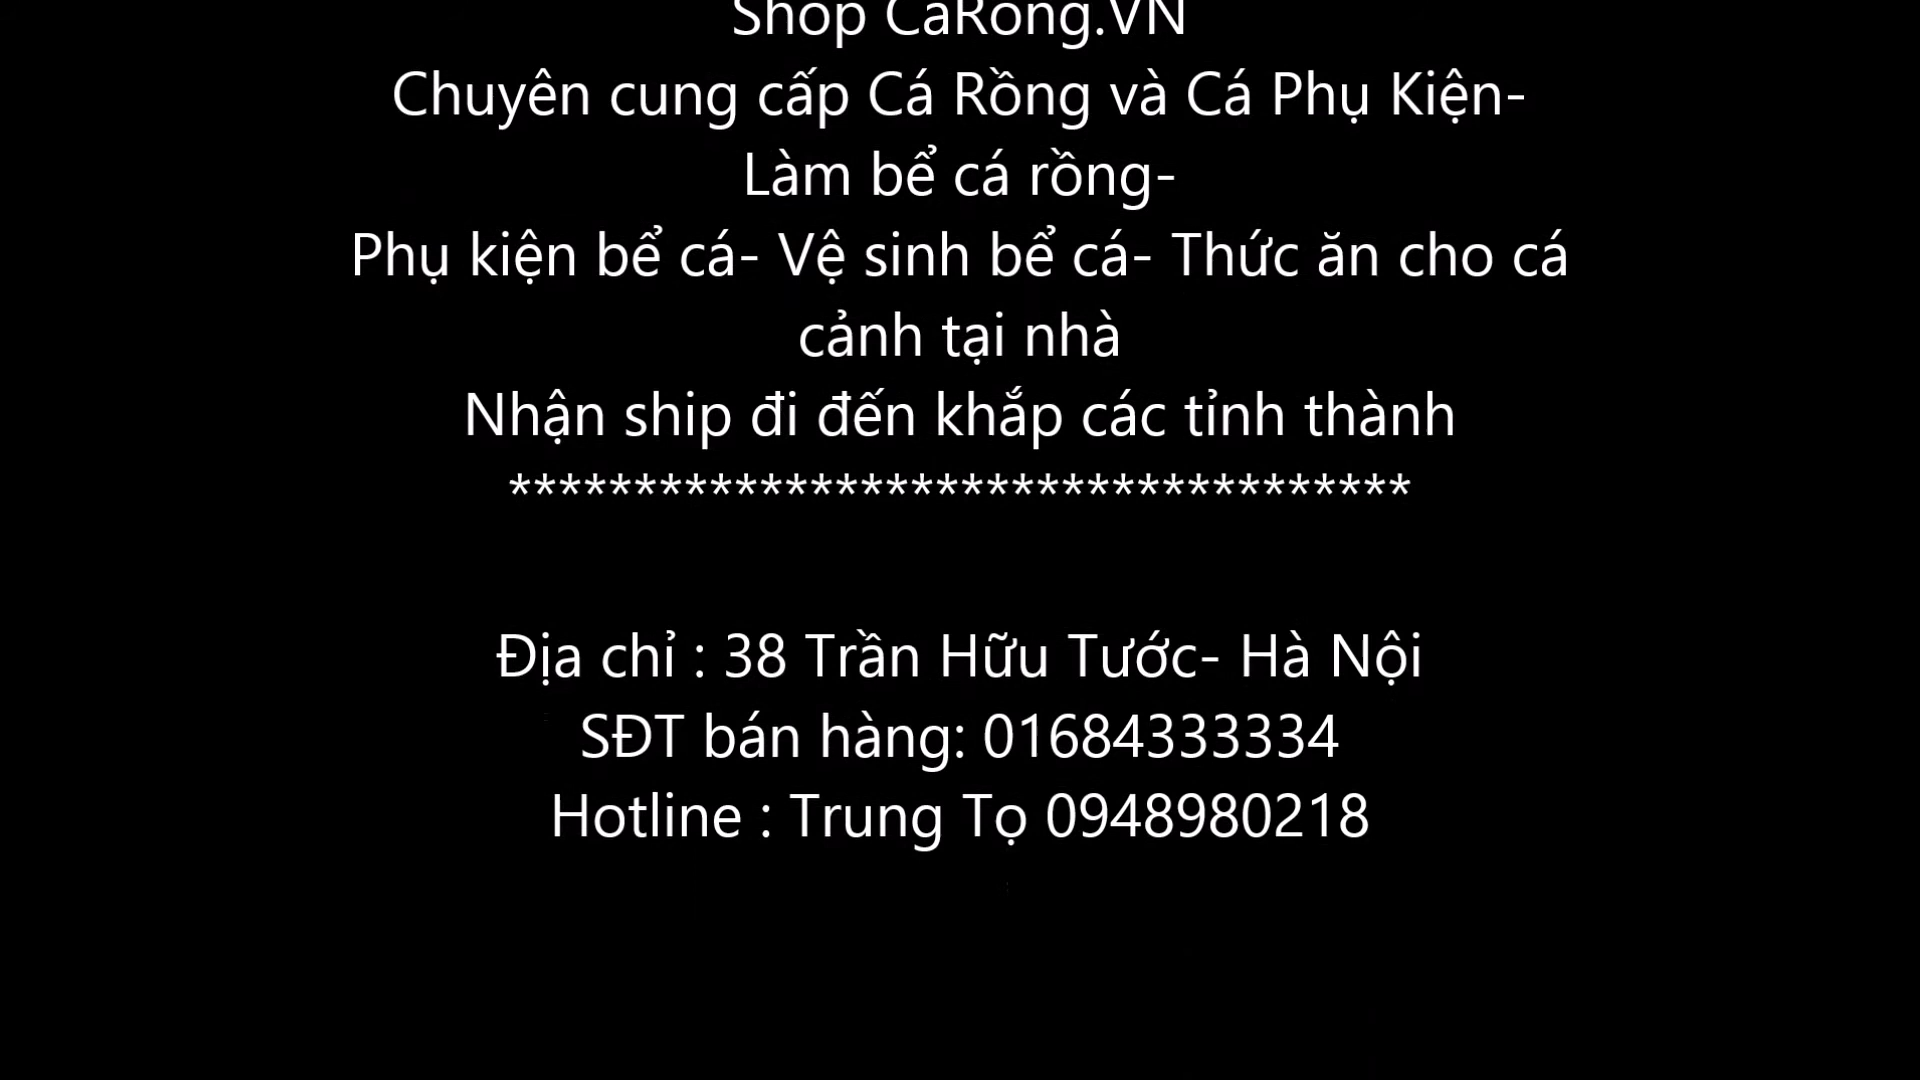 Shop CaRong.VN
Chuyên cung cấp Cá Rồng và Cá Phụ Kiện-
Làm bể cá rồng-
Phụ kiện bể cá- Vệ sinh bể cá- Thức ăn cho cá
cảnh tại nhà
Nhận ship đi đến khắp các tỉnh thành
************************************
Địa chỉ : 38 Trần Hữu Tước- Hà Nội
SĐT bán hàng: 01684333334
Hotline : Trung Tọ 0948980218